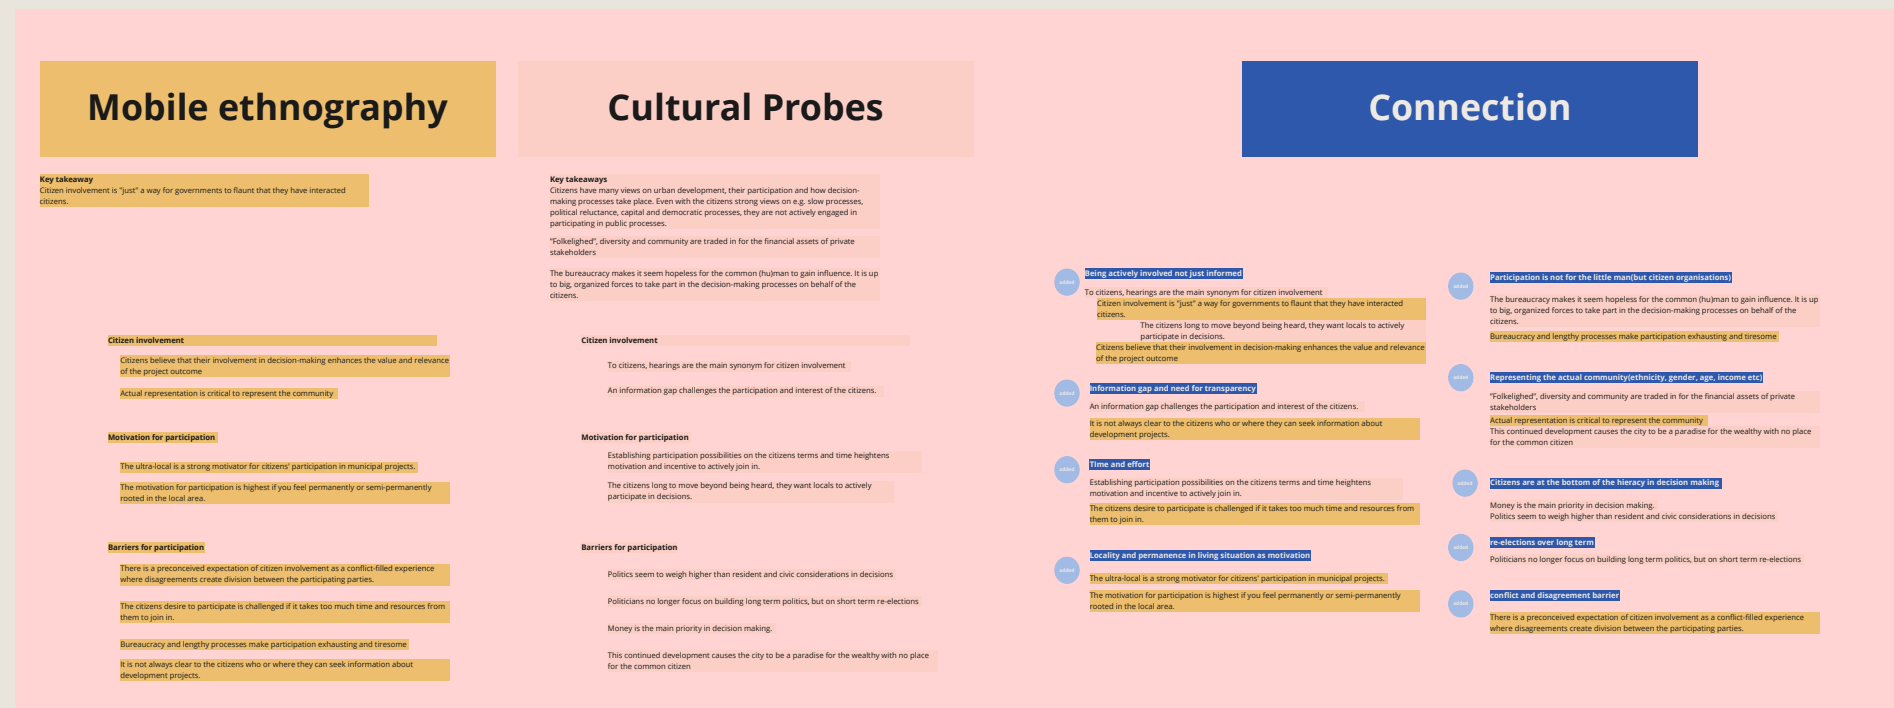 Mobile ethnography
Key takeaway
Citizen involvement is "just" a way for governments to flaunt that they have interacted
citizens.
Citizen involvement
Citizens believe that their involvement in decision-making enhances the value and relevance
of the project outcome
Actual representation is critical to represent the community
Motivation for participation
The ultra-local is a strong motivator for citizens' participation in municipal projects.
The motivation for participation is highest if you feel permanently or semi-permanently
rooted in the local area.
Barriers for participation
There is a preconceived expectation of citizen involvement as a conflict-filled experience
where disagreements create division between the participating parties.
The citizens desire to participate is challenged if it takes too much time and resources from
them to join in.
Bureaucracy and lengthy processes make participation exhausting and tiresome
It is not always clear to the citizens who or where they can seek information about
development projects.
Cultural Probes
Key takeaways
Citizens have many views on urban development, their participation and how decision-
making processes take place. Even with the citizens strong views on e.g. slow processes,
political reluctance, capital and democratic processes, they are not actively engaged in
participating in public processes.
"Folkelighed", diversity and community are traded in for the financial assets of private
stakeholders
The bureaucracy makes it seem hopeless for the common (hu)man to gain influence. It is up
to big, organized forces to take part in the decision-making processes on behalf of the
citizens.
Citizen involvement
To citizens, hearings are the main synonym for citizen involvement
An information gap challenges the participation and interest of the citizens.
Motivation for participation
Establishing participation possibilities on the citizens terms and time heightens
motivation and incentive to actively join in.
The citizens long to move beyond being heard, they want locals to actively
participate in decisions.
Barriers for participation
Politics seem to weigh higher than resident and civic considerations in decisions
Politicians no longer focus on building long term politics, but on short term re-elections
Money is the main priority in decision making.
This continued development causes the city to be a paradise for the wealthy with no place
for the common citizen
Connection
added
Being actively involved not just informed
To citizens, hearings are the main synonym for citizen involvement
Citizen involvement is "just" a way for governments to flaunt that they have interacted
citizens.
The citizens long to move beyond being heard, they want locals to actively
participate in decisions.
Citizens believe that their involvement in decision-making enhances the value and relevance
of the project outcome
added
Information gap and need for transparency
An information gap challenges the participation and interest of the citizens.
It is not always clear to the citizens who or where they can seek information about
development projects.
added
Time and effort
Establishing participation possibilities on the citizens terms and time heightens
motivation and incentive to actively join in.
The citizens desire to participate is challenged if it takes too much time and resources from
them to join in.
added
Locality and permanence in living situation as motivation
The ultra-local is a strong motivator for citizens' participation in municipal projects.
The motivation for participation is highest if you feel permanently or semi-permanently
rooted in the local area.
added
Participation is not for the little man(but citizen organisations)
The bureaucracy makes it seem hopeless for the common (hu)man to gain influence. It is up
to big, organized forces to take part in the decision-making processes on behalf of the
citizens.
Bureaucracy and lengthy processes make participation exhausting and tiresome
added
Representing the actual community(ethnicity, gender, age, income etc)
"Folkelighed", diversity and community are traded in for the financial assets of private
stakeholders
Actual representation is critical to represent the community
This continued development causes the city to be a paradise for the wealthy with no place
for the common citizen
added
Citizens are at the bottom of the hieracy in decision making
Money is the main priority in decision making.
Politics seem to weigh higher than resident and civic considerations in decisions
added
re-elections over long term
Politicians no longer focus on building long term politics, but on short term re-elections
added
conflict and disagreement barrier
There is a preconceived expectation of citizen involvement as a conflict-filled experience
where disagreements create division between the participating parties.